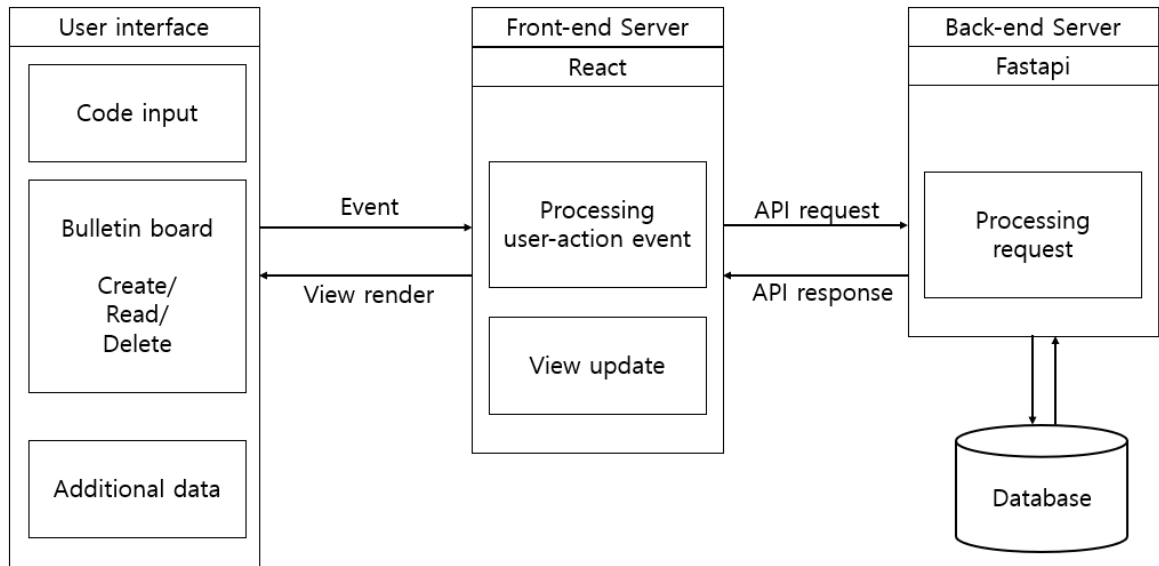 User interface
Code input
Bulletin board
Create/
Read/
Delete
Additional data
Event
View render
Front-end Server
React
Processing
user-action event
View update
API request
API response
Back-end Server
Fastapi
Processing
request
Database